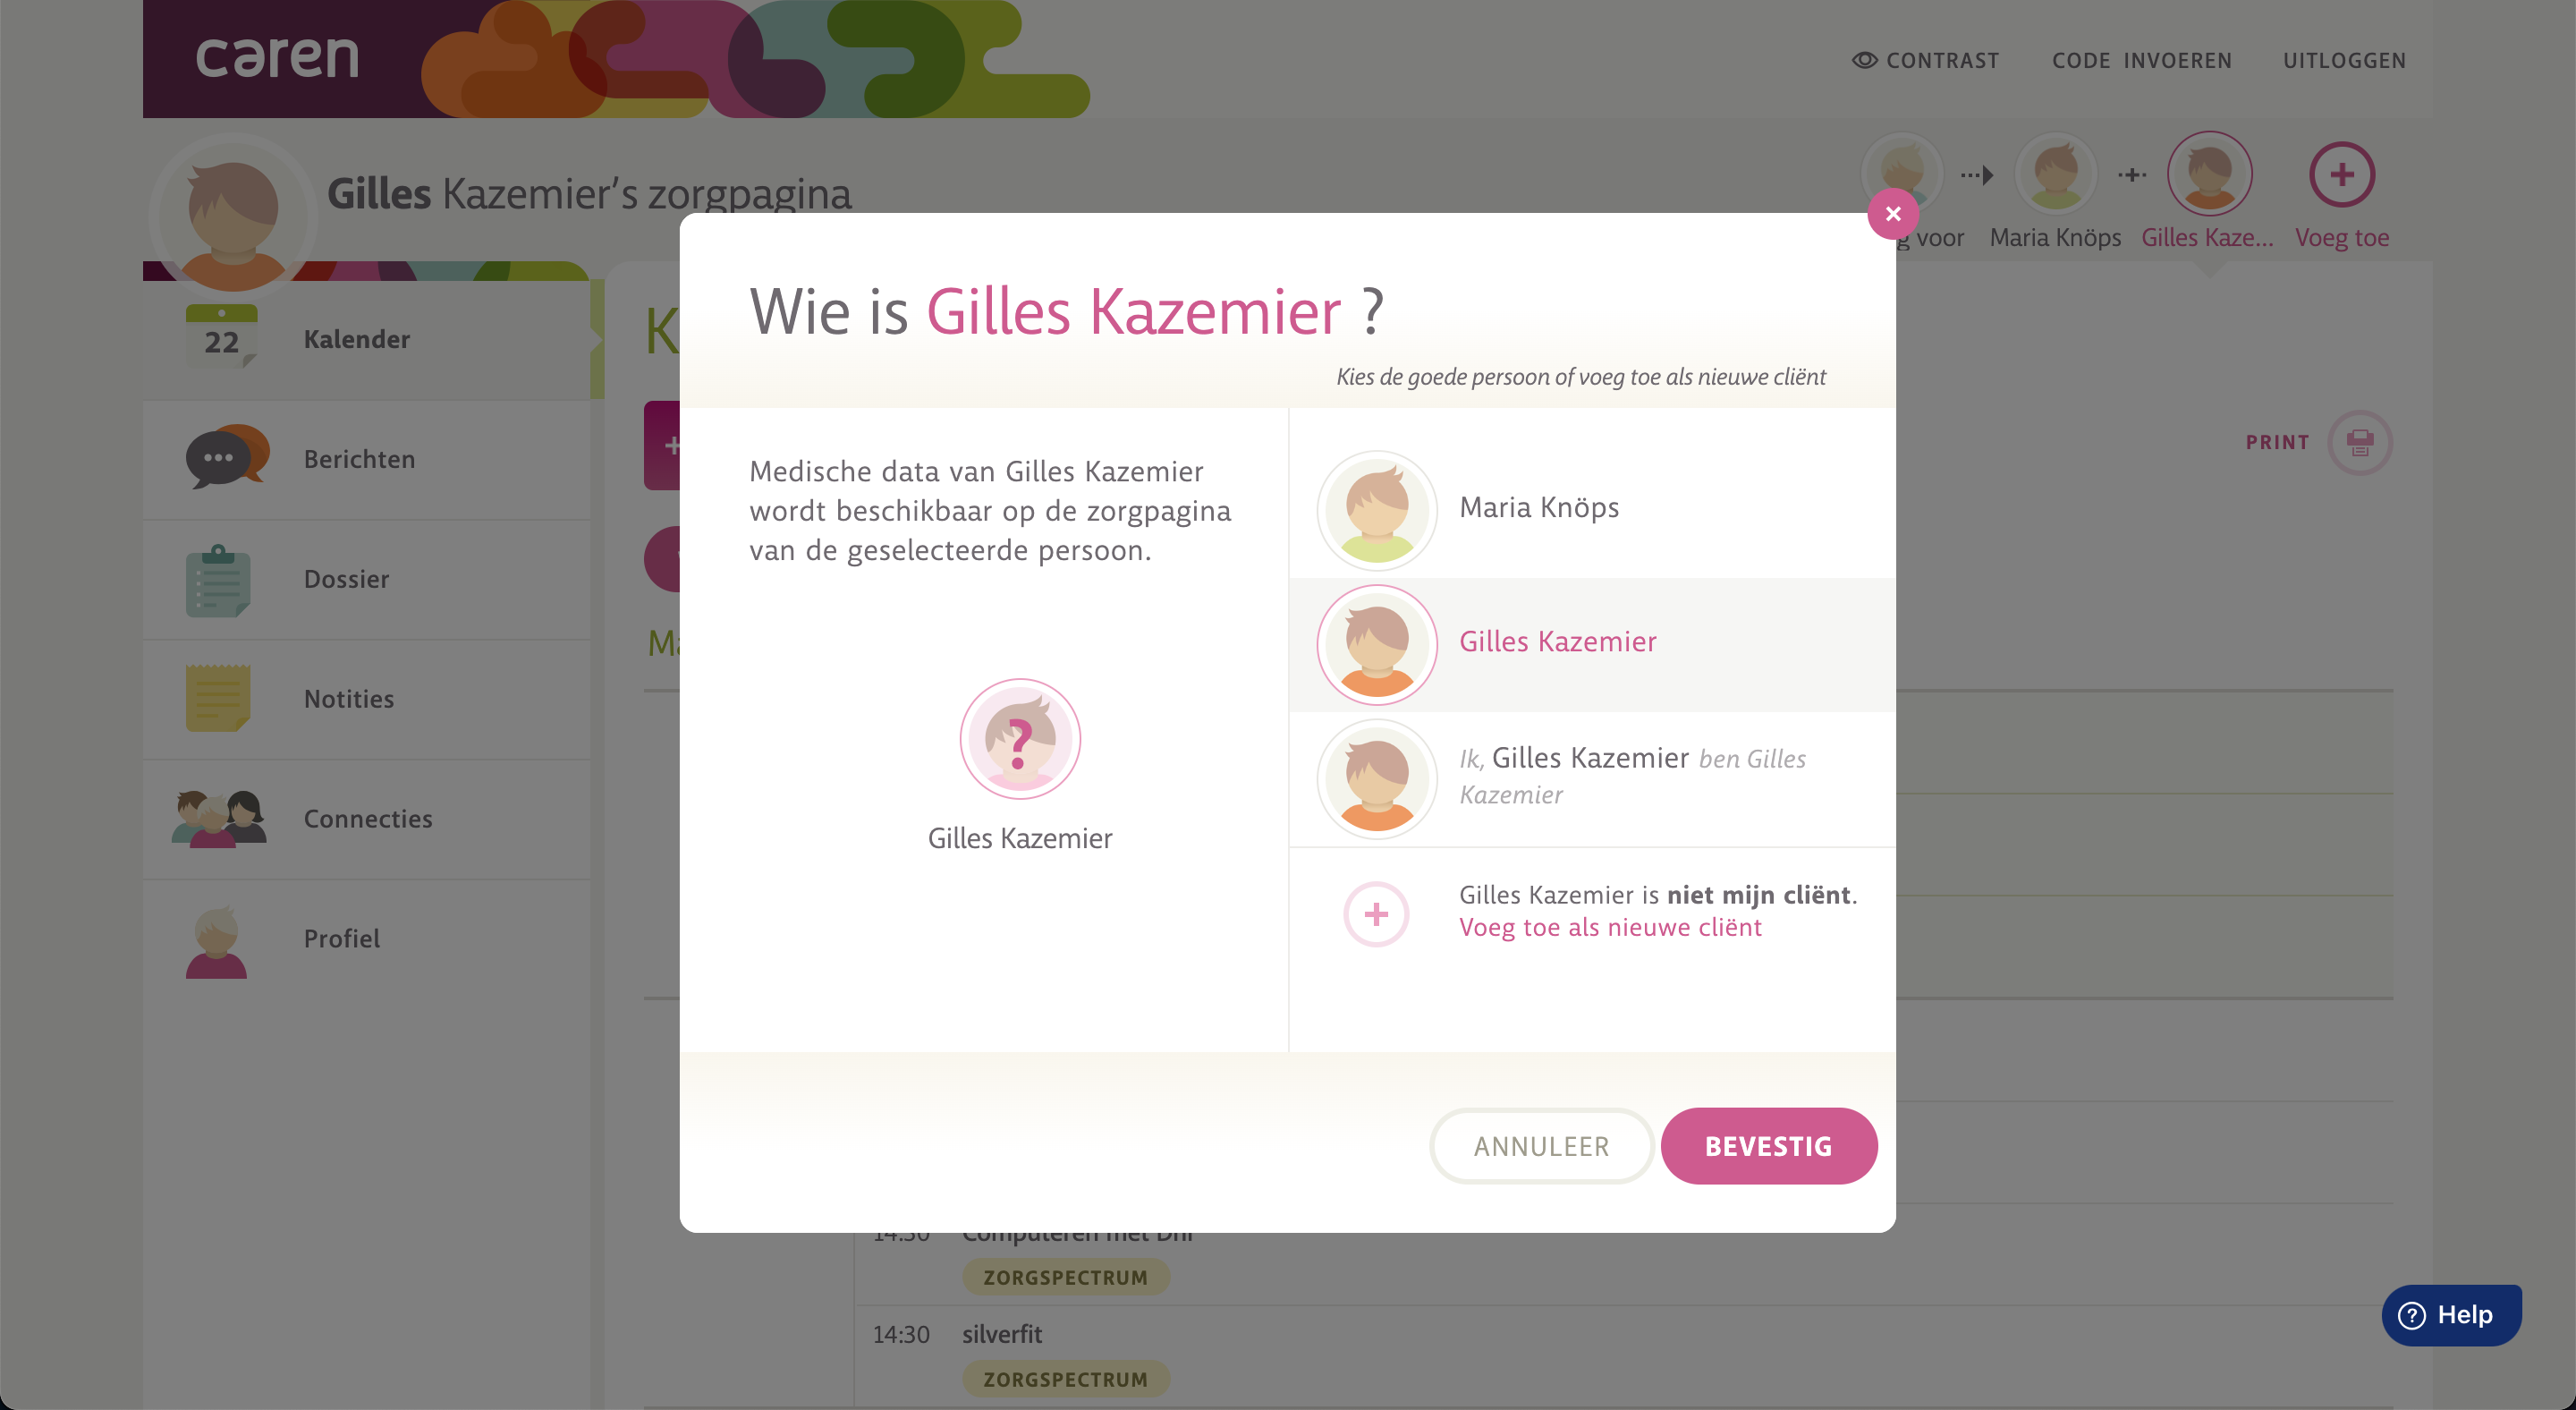 caren
CONTRAST
CODE INVOEREN
UITLOGGEN
Gilles Kazemier's zorgpagina
voor
Maria Knöps
Gilles Kaze...
Voeg toe
×
Wie is Gilles Kazemier ?
Kies de goede persoon of voeg toe als nieuwe cliënt
22
Kalender
Berichten
Dossier
Notities
Connecties
Profiel
K
PRINT
Medische data van Gilles Kazemier
wordt beschikbaar op de zorgpagina
van de geselecteerde persoon.
?
Gilles Kazemier
Maria Knöps
Gilles Kazemier
Ik, Gilles Kazemier ben Gilles
Kazemier
Gilles Kazemier is niet mijn cliënt.
Voeg toe als nieuwe cliënt
ANNULEER
BEVESTIG
14:30 Computeren met Dhr
ZORGSPECTRUM
14:30 silverfit
ZORGSPECTRUM
Help